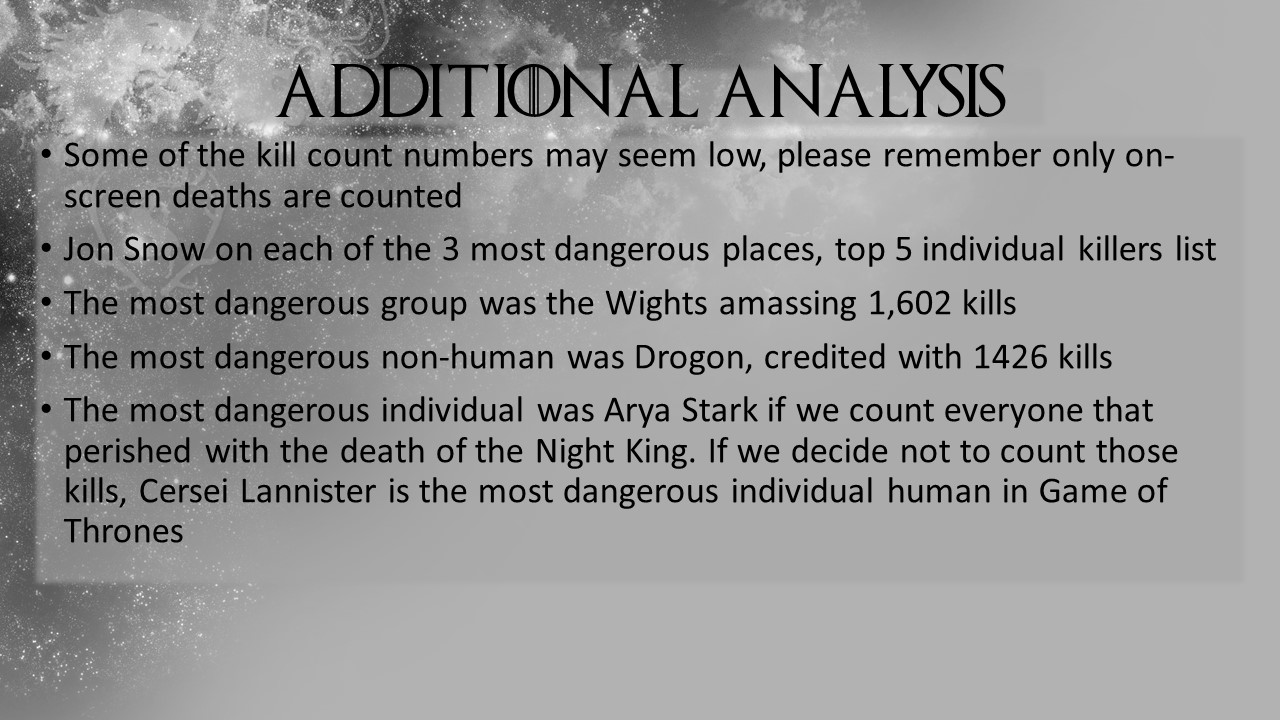 ADDITIONAL ANALYSIS
• Some of the kill count numbers may seem low, please remember only on-
screen deaths are counted
• Jon Snow on each of the 3 most dangerous places, top 5 individual killers list
• The most dangerous group was the Wights amassing 1,602 kills
• The most dangerous non-human was Drogon, credited with 1426 kills
• The most dangerous individual was Arya Stark if we count everyone that
perished with the death of the Night King. If we decide not to count those
kills, Cersei Lannister is the most dangerous individual human in Game of
Thrones